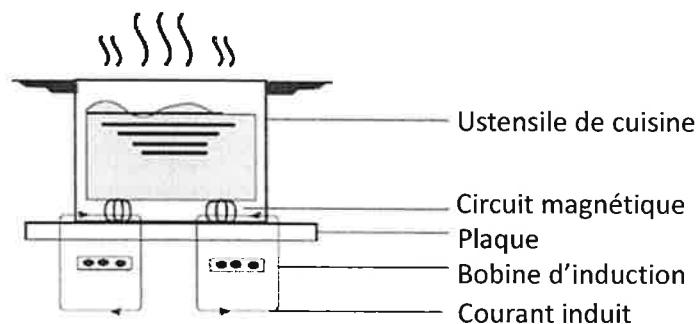 Ustensile de cuisine
Circuit magnétique
Plaque
Bobine d'induction
Courant induit